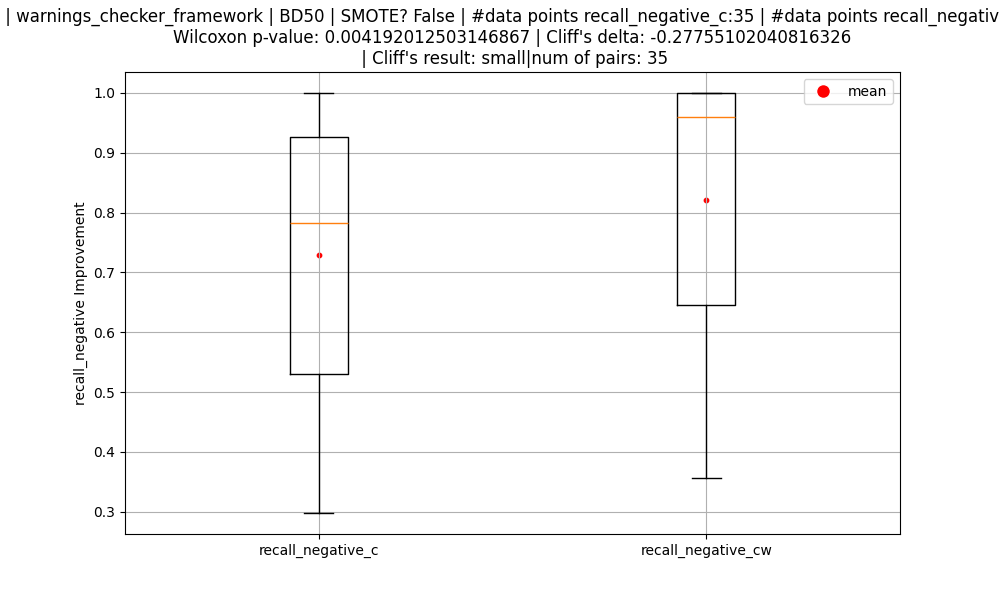 | warnings_checker_framework | BD50 | SMOTE? False | #data points recall_negative_c:35 | #data points recall_negativ
Wilcoxon p-value: 0.004192012503146867 | Cliff's delta: -0.27755102040816326
| Cliff's result: small|num of pairs: 35
mean
1.0
0.9
0.8
0.7
0.6
0.5
0.4
0.3
recall_negative Improvement
recall_negative_c
recall_negative_cw